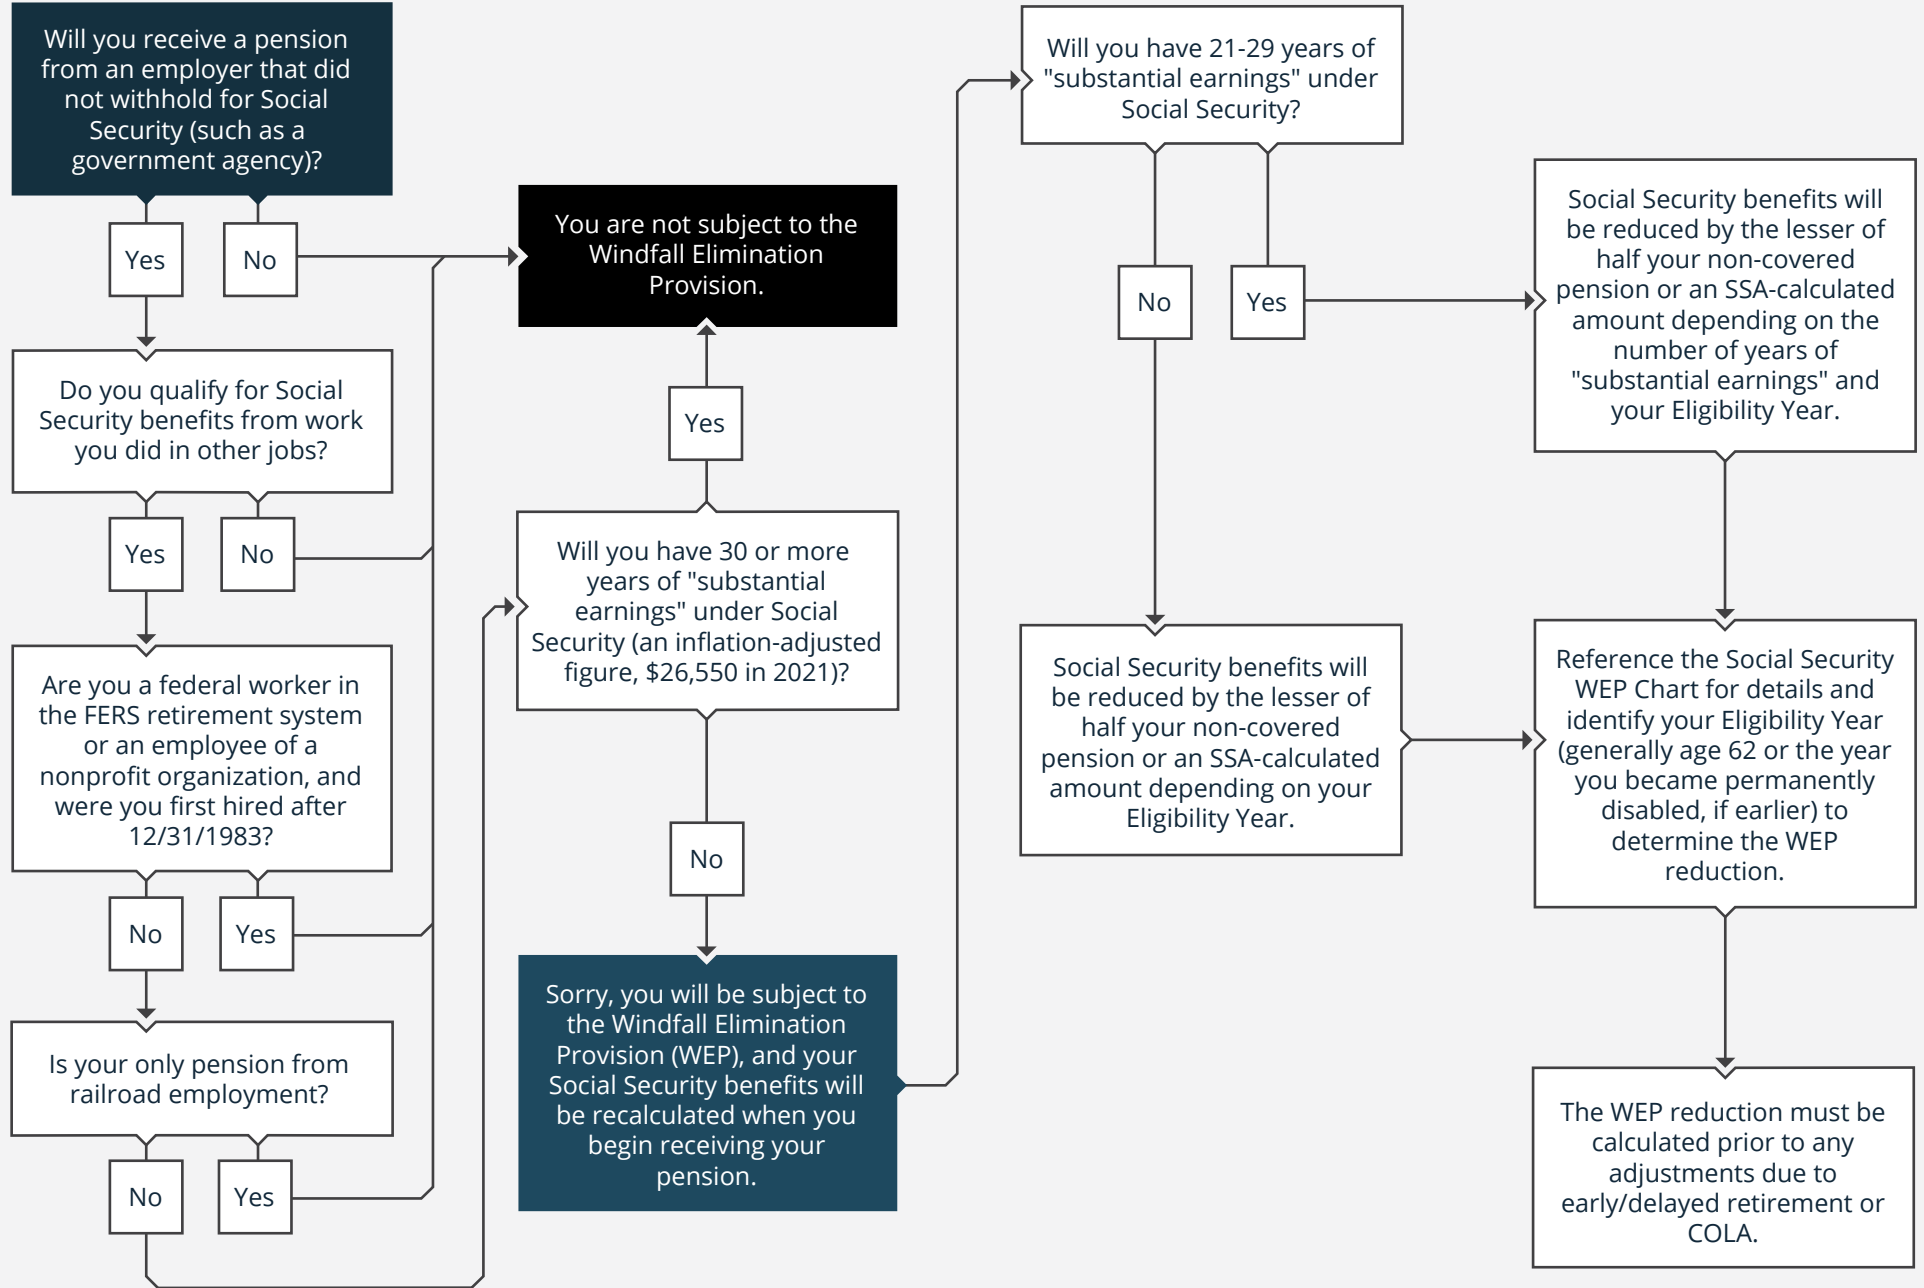 Will you receive a pension
from an employer that did
not withhold for Social
Security (such as a
government agency)?
Yes
No
Do you qualify for Social
Security benefits from work
you did in other jobs?
Yes
No
Are you a federal worker in
the FERS retirement system
or an employee of a
nonprofit organization, and
were you first hired after
12/31/1983?
No
Yes
Is your only pension from
railroad employment?
No
Yes
You are not subject to the
Windfall Elimination
Provision.
Yes
Will you have 30 or more
years of "substantial
earnings" under Social
Security (an inflation-adjusted
figure, $26,550 in 2021)?
No
Sorry, you will be subject to
the Windfall Elimination
Provision (WEP), and your
Social Security benefits will
be recalculated when you
begin receiving your
pension.
Will you have 21-29 years of
"substantial earnings" under
Social Security?
No
Yes
Social Security benefits will
be reduced by the lesser of
half your non-covered
pension or an SSA-calculated
amount depending on your
Eligibility Year.
Social Security benefits will
be reduced by the lesser of
half your non-covered
pension or an SSA-calculated
amount depending on the
number of years of
"substantial earnings" and
your Eligibility Year.
Reference the Social Security
WEP Chart for details and
identify your Eligibility Year
(generally age 62 or the year
you became permanently
disabled, if earlier) to
determine the WEP
reduction.
The WEP reduction must be
calculated prior to any
adjustments due to
early/delayed retirement or
COLA.